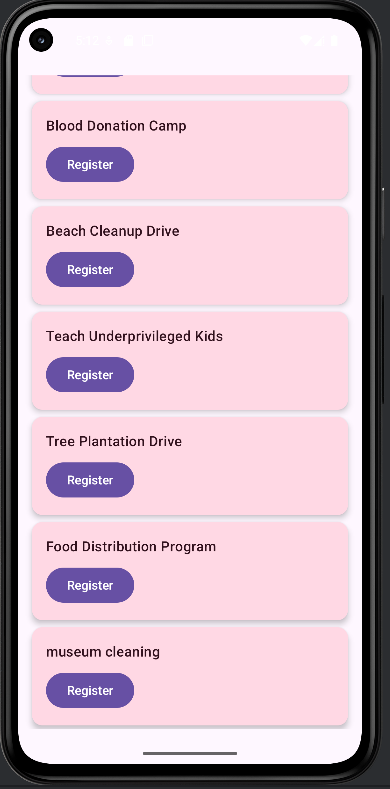 Blood Donation Camp
Register
Beach Cleanup Drive
Register
Teach Underprivileged Kids
Register
Tree Plantation Drive
Register
Food Distribution Program
Register
museum cleaning
Register